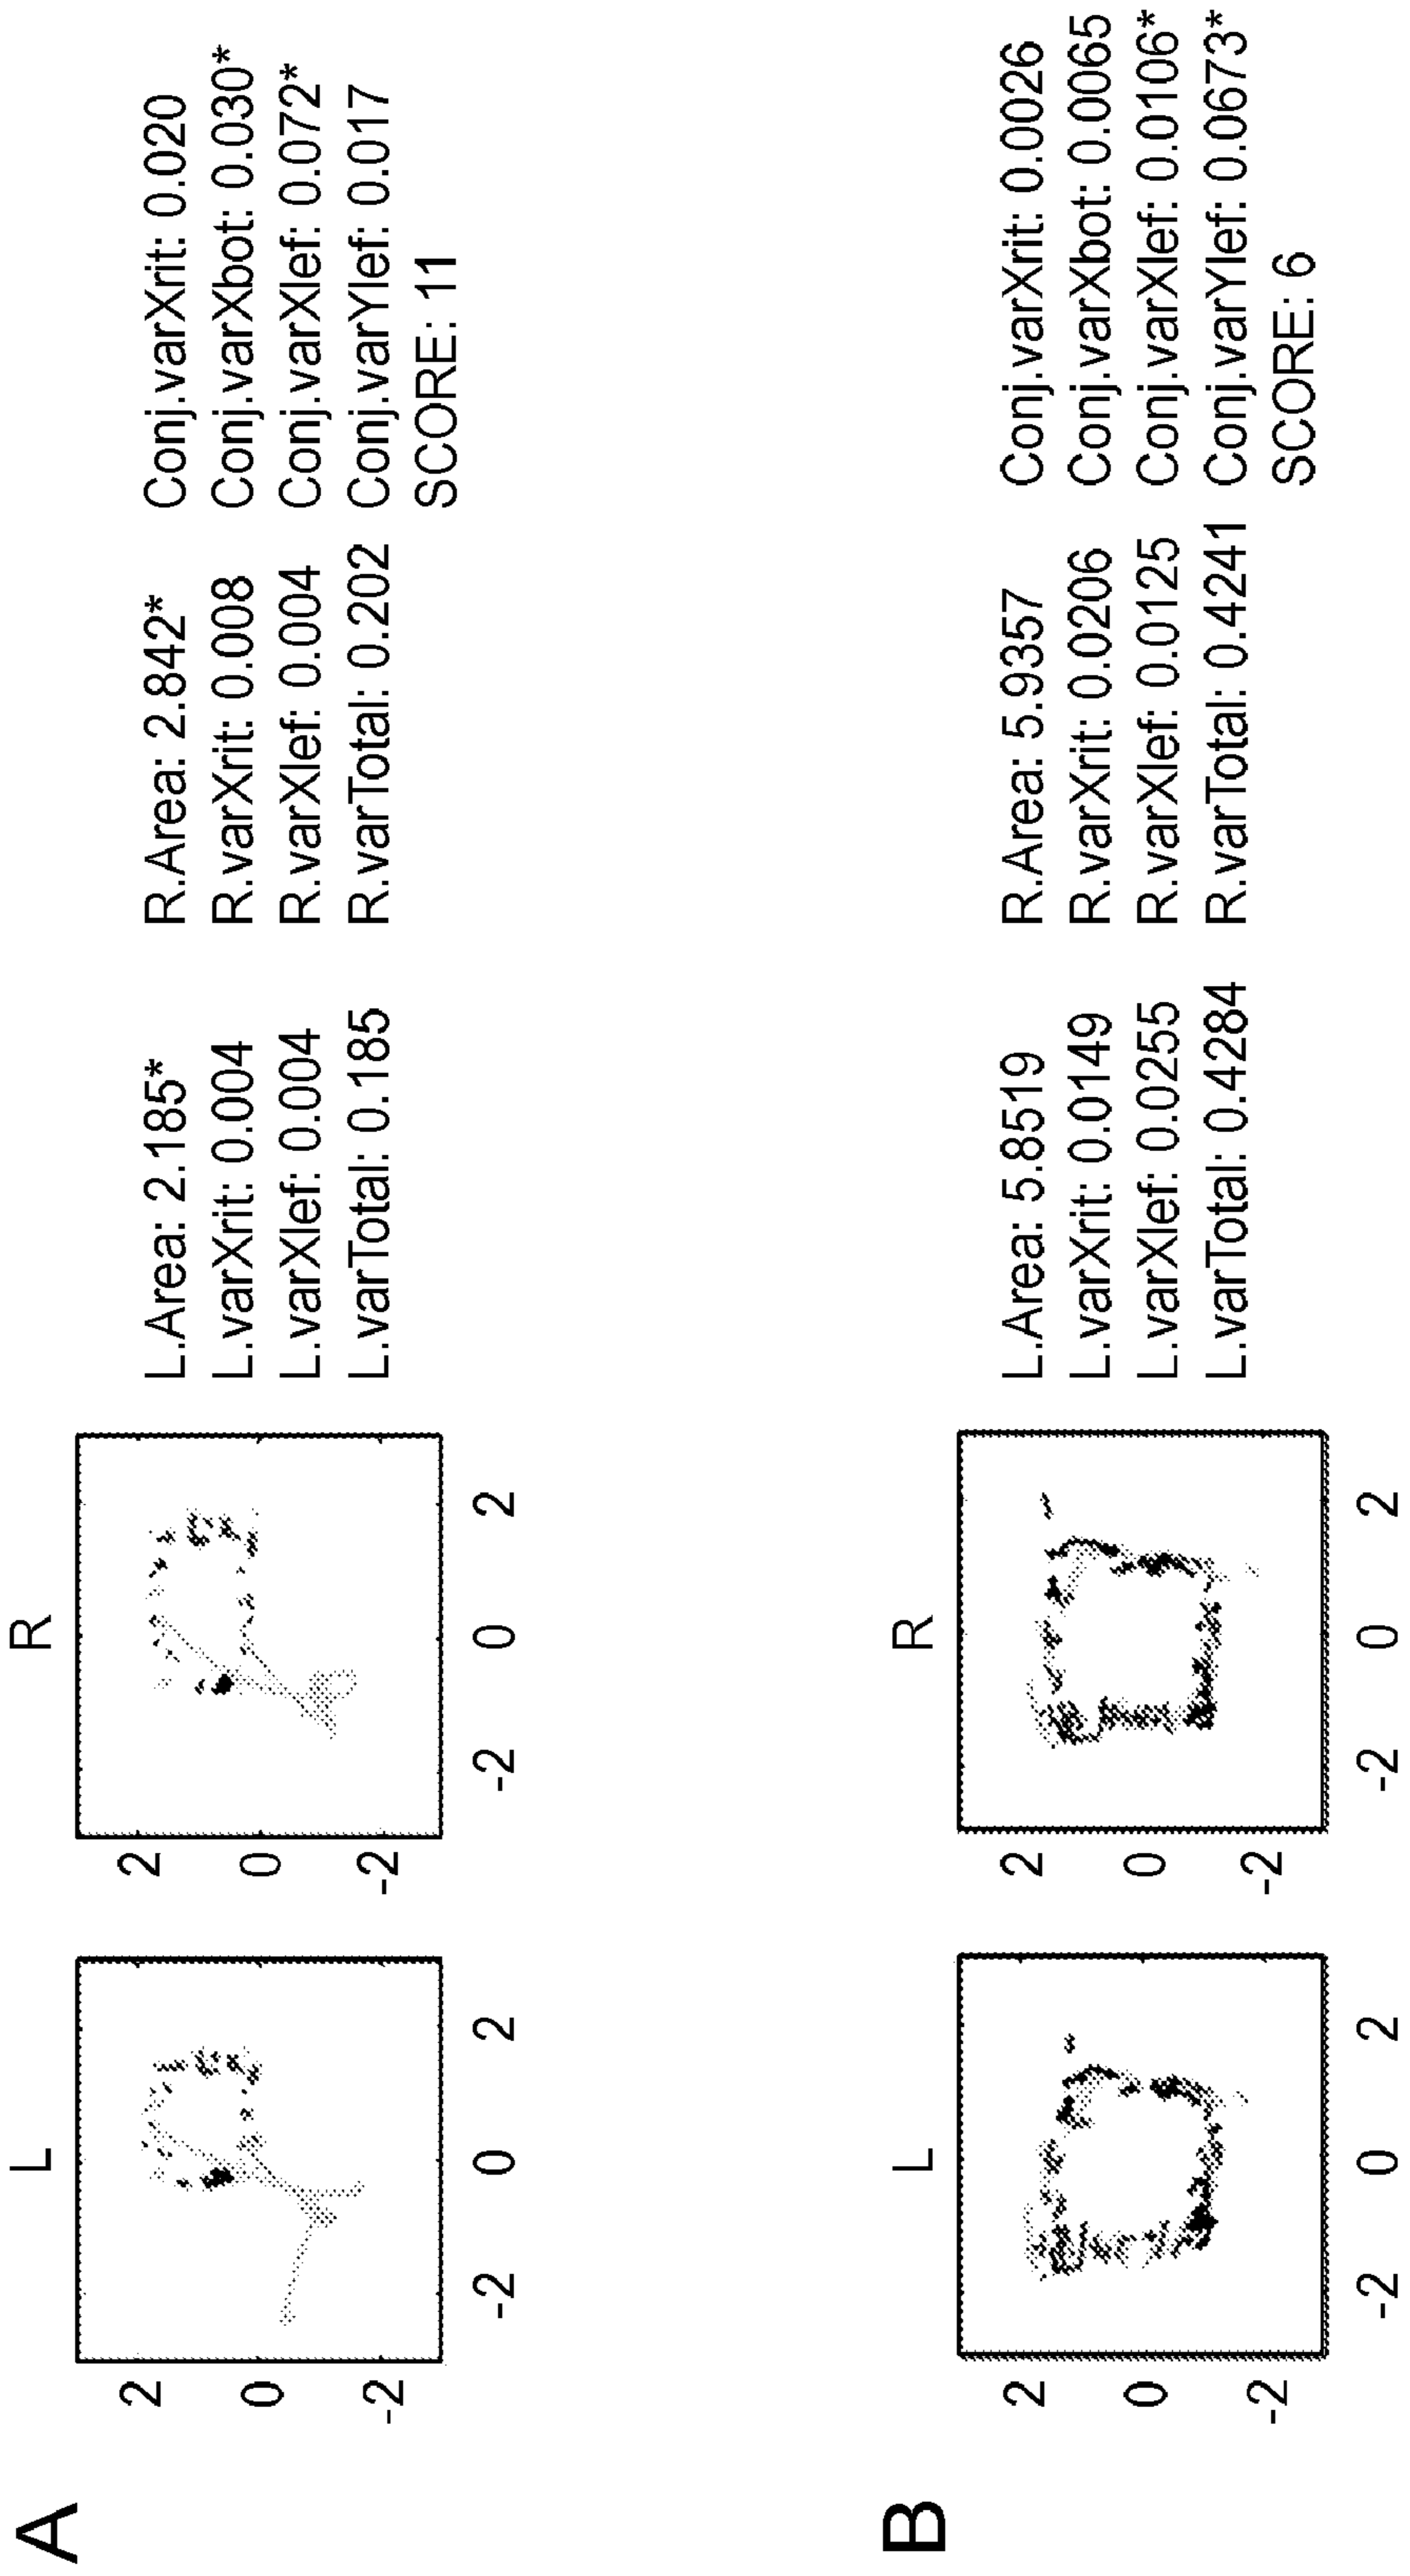 A
L
2
0
-2
-2
0
2
R
2
0
-2
-2
0
2
L.Area: 2.185*
L.varXrit: 0.004
L.varXlef: 0.004
L.varTotal: 0.185
R.Area: 2.842*
R.varXrit: 0.008
R.varXlef: 0.004
R.varTotal: 0.202
Conj.varXrit: 0.020
Conj.varXbot: 0.030*
Conj.varXlef: 0.072*
Conj.varYlef: 0.017
SCORE: 11
B
L
2
0
-2
-2
0
2
R
2
0
-2
-2
0
2
L.Area: 5.8519
L.varXrit: 0.0149
L.varXlef: 0.0255
L.varTotal: 0.4284
R.Area: 5.9357
R.varXrit: 0.0206
R.varXlef: 0.0125
R.varTotal: 0.4241
Conj.varXrit: 0.0026
Conj.varXbot: 0.0065
Conj.varXlef: 0.0106*
Conj.varYlef: 0.0673*
SCORE: 6